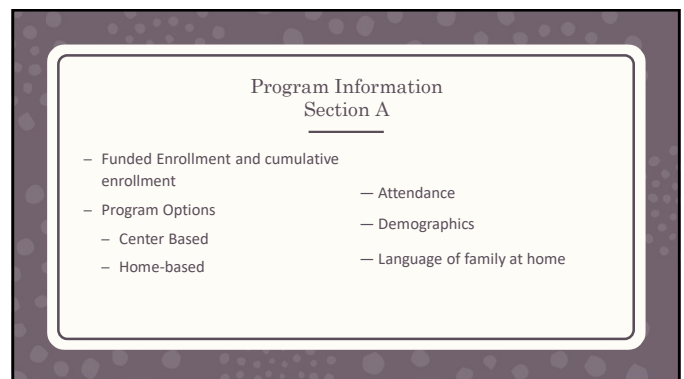 Program Information
Section A
– Funded Enrollment and cumulative
enrollment
– Program Options
– Center Based
– Home-based
— Attendance
— Demographics
— Language of family at home